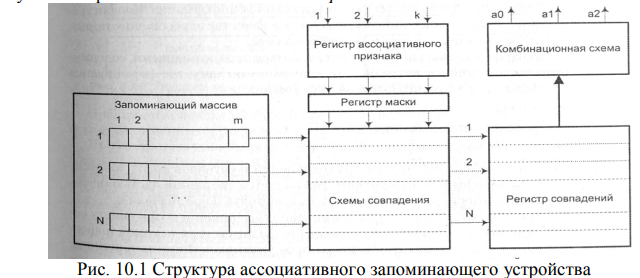 1 2 k
Регистр ассоциативного
признака
a0 a1 a2
Комбинационная схема
Регистр маски
Запоминающий массив
1 2 m
1
2
. . .
N
Схемы совпадения
1
2
N
Регистр совпадений
Рис. 10.1 Структура ассоциативного запоминающего устройства